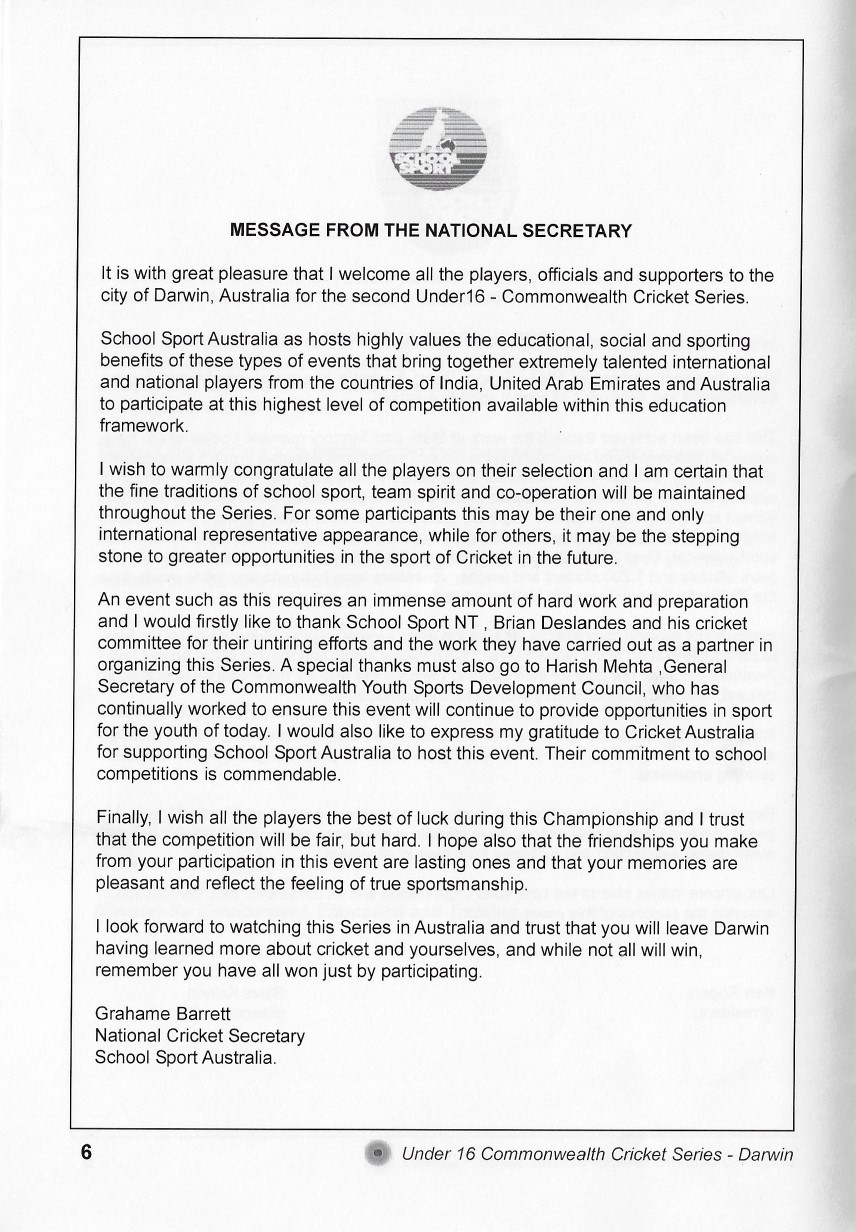 SCHOOL
SPORT
MESSAGE FROM THE NATIONAL SECRETARY
It is with great pleasure that I welcome all the players, officials and supporters to the
city of Darwin, Australia for the second Under16 - Commonwealth Cricket Series.
School Sport Australia as hosts highly values the educational, social and sporting
benefits of these types of events that bring together extremely talented international
and national players from the countries of India, United Arab Emirates and Australia
to participate at this highest level of competition available within this education
framework.
I wish to warmly congratulate all the players on their selection and I am certain that
the fine traditions of school sport, team spirit and co-operation will be maintained
throughout the Series. For some participants this may be their one and only
international representative appearance, while for others, it may be the stepping
stone to greater opportunities in the sport of Cricket in the future.
An event such as this requires an immense amount of hard work and preparation
and I would firstly like to thank School Sport NT , Brian Deslandes and his cricket
committee for their untiring efforts and the work they have carried out as a partner in
organizing this Series. A special thanks must also go to Harish Mehta ,General
Secretary of the Commonwealth Youth Sports Development Council, who has
continually worked to ensure this event will continue to provide opportunities in sport
for the youth of today. I would also like to express my gratitude to Cricket Australia
for supporting School Sport Australia to host this event. Their commitment to school
competitions is commendable.
Finally, I wish all the players the best of luck during this Championship and I trust
that the competition will be fair, but hard. I hope also that the friendships you make
from your participation in this event are lasting ones and that your memories are
pleasant and reflect the feeling of true sportsmanship.
I look forward to watching this Series in Australia and trust that you will leave Darwin
having learned more about cricket and yourselves, and while not all will win,
remember you have all won just by participating.
Grahame Barrett
National Cricket Secretary
School Sport Australia.
6
Under 16 Commonwealth Cricket Series - Darwin